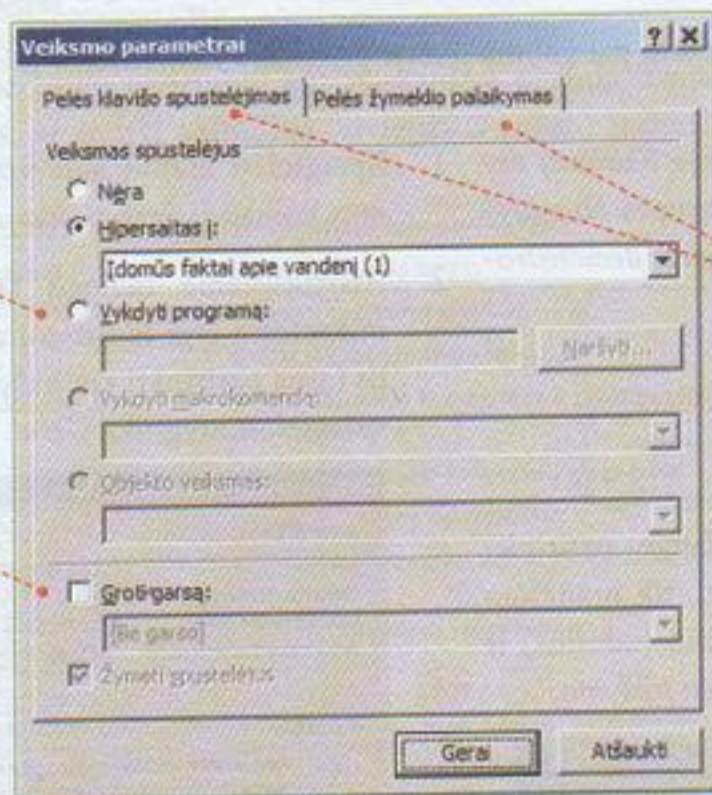 Veiksmo parametrai
Pelės klavišo spustelėjimas Pelės žymeklio palaikymas
Veiksmas spustelėjus
Nėra
Hipersaitas į:
Įdomūs faktai apie vandenį (1)
Vykdyti programą:
Naršyti...
Vykdyti makrokomandą:
Objekto veiksmas:
Groti garsą:
[Be garso]
Žymėti spustelėjus
Gerai Atšaukti